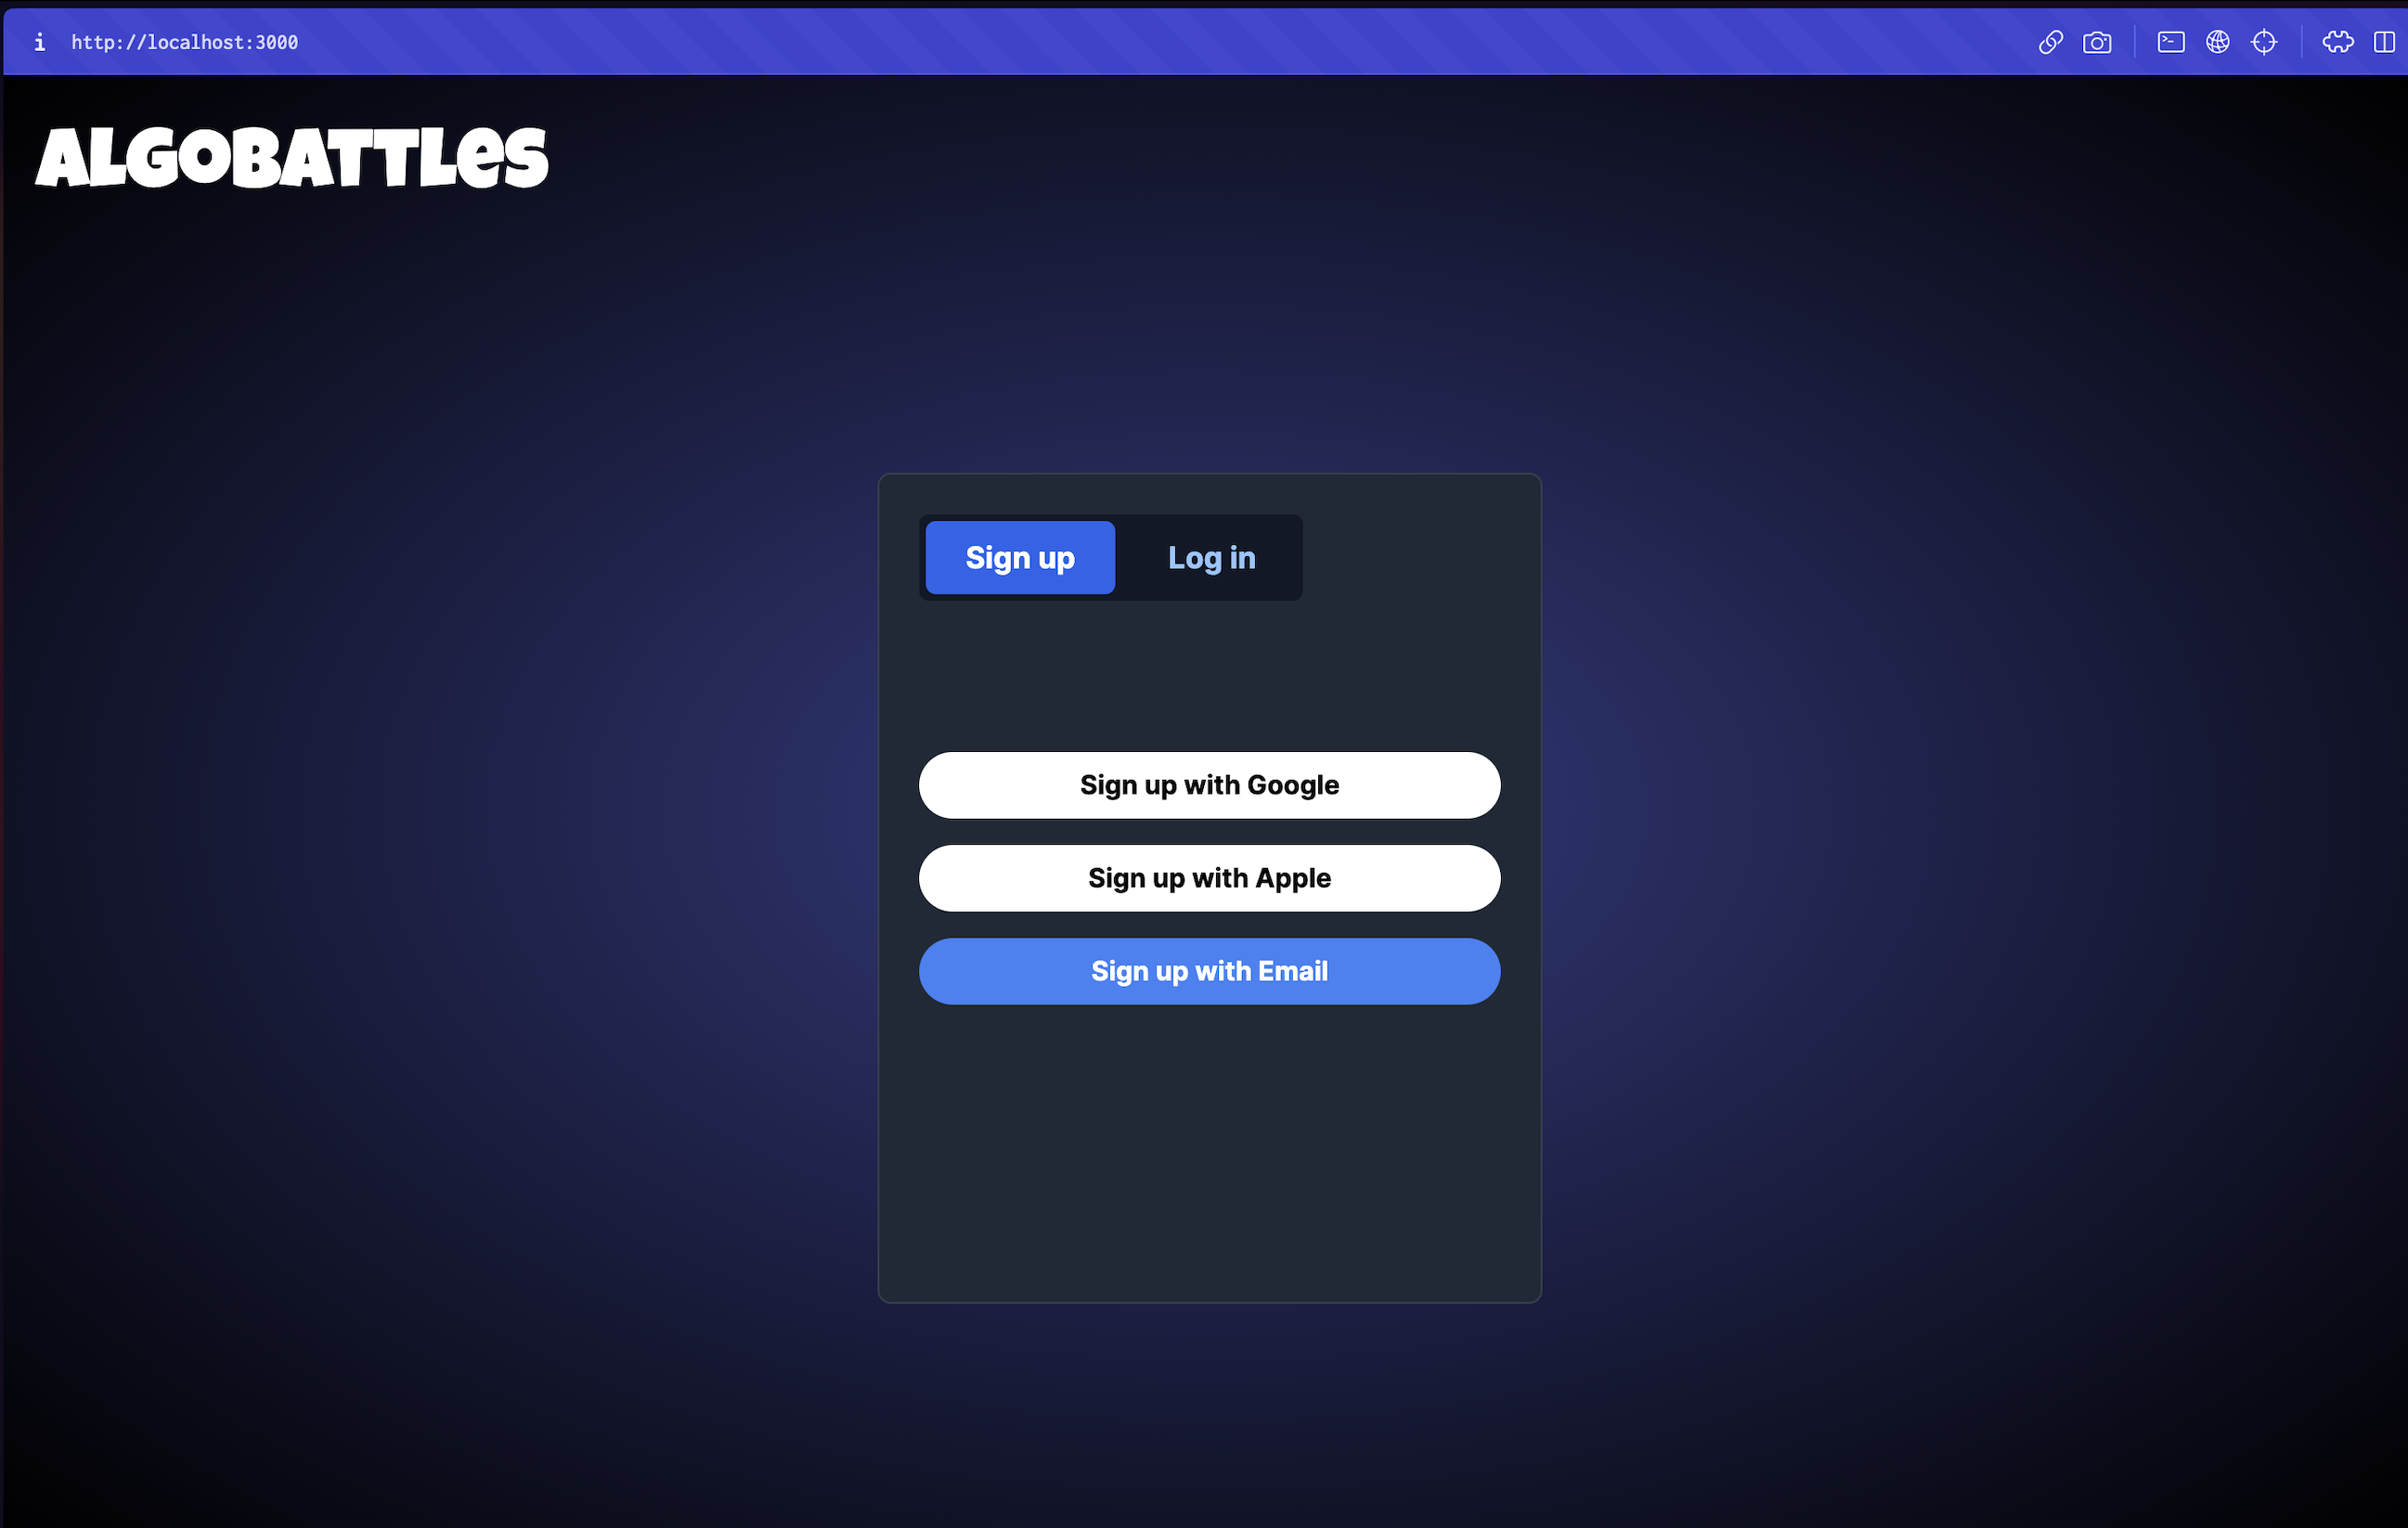 http://localhost:3000
ALGOBATTLeS
Sign up
Log in
Sign up with Google
Sign up with Apple
Sign up with Email